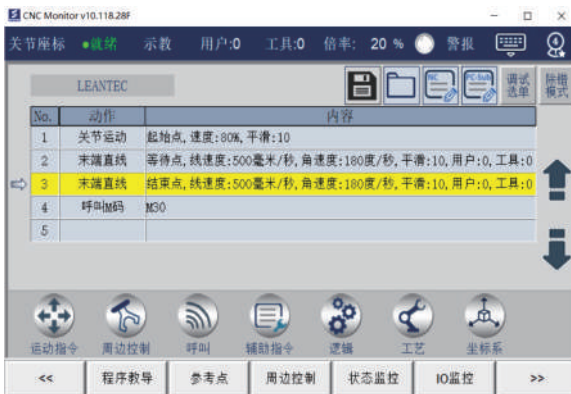 CNC Monitor v10.118.28F
关节座标 •就绪 示教 用户:0 工具:0 倍率: 20 % 警报
LEANTEC NC PC-Sub 调试选单 除错模式
No. 动作 内容
1 关节运动 起始点,速度:80%,平滑:10
2 末端直线 等待点,线速度:500毫米/秒,角速度:180度/秒,平滑:10,用户:0,工具:0
3 末端直线 结束点,线速度:500毫米/秒,角速度:180度/秒,平滑:10,用户:0,工具:0
4 呼叫M码 M30
5
运动指令 周边控制 呼叫 辅助指令 逻辑 工艺 坐标系
<< 程序教导 参考点 周边控制 状态监控 IO监控 >>